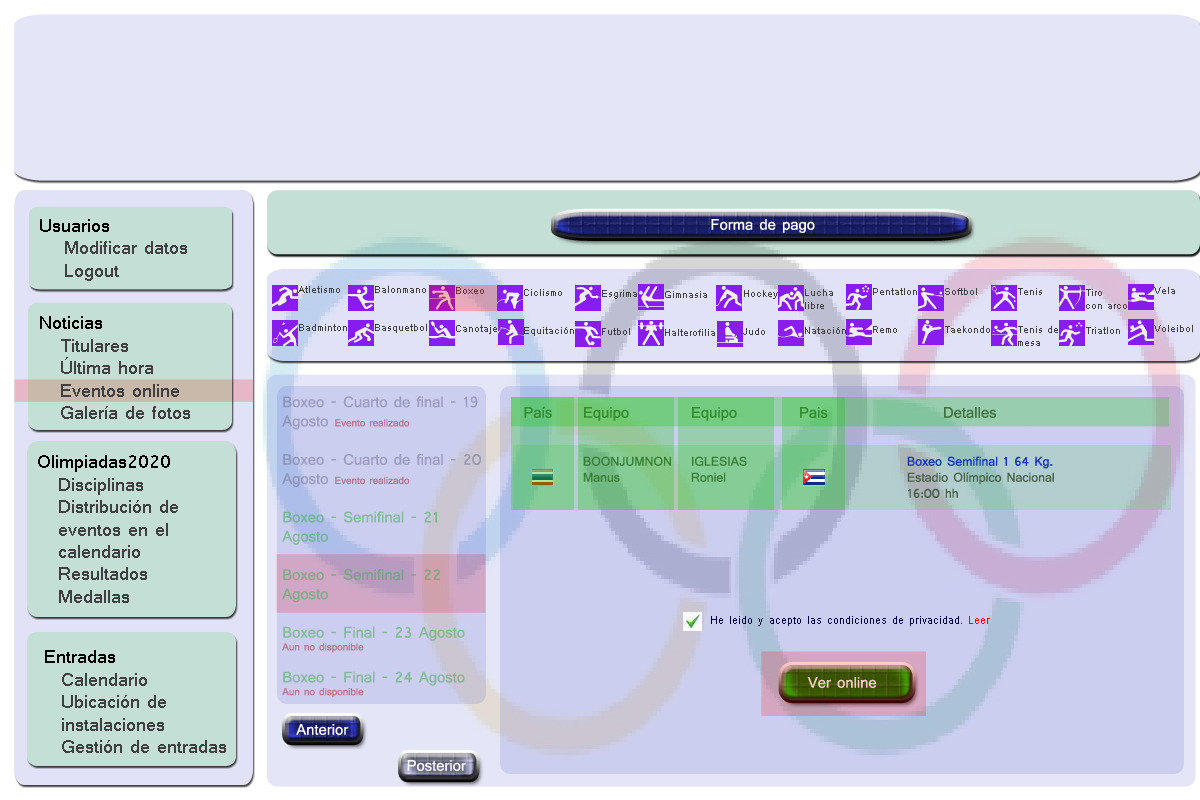 Usuarios
Modificar datos
Logout
Noticias
Titulares
Última hora
Eventos online
Galería de fotos
Olimpiadas2020
Disciplinas
Distribución de
eventos en el
calendario
Resultados
Medallas
Entradas
Calendario
Ubicación de
instalaciones
Gestión de entradas
Forma de pago
Atletismo Balonmano Boxeo Ciclismo Esgrima Gimnasia Hockey Lucha libre Pentatlon Softbol Tenis Tiro con arco Vela
Badminton Basquetbol Canotaje Equitación Futbol Halterofilia Judo Natación Remo Taekondo Tenis de mesa Triatlon Voleibol
Boxeo - Cuarto de final - 19
Agosto Evento realizado
Boxeo - Cuarto de final - 20
Agosto Evento realizado
Boxeo - Semifinal - 21
Agosto
Boxeo - Semifinal - 22
Agosto
Boxeo - Final - 23 Agosto
Aun no disponible
Boxeo - Final - 24 Agosto
Aun no disponible
Anterior
Posterior
País Equipo Equipo Pais Detalles
BOONJUMNON IGLESIAS Boxeo Semifinal 1 64 Kg.
Manus Roniel Estadio Olímpico Nacional
16:00 hh
He leido y acepto las condiciones de privacidad. Leer
Ver online